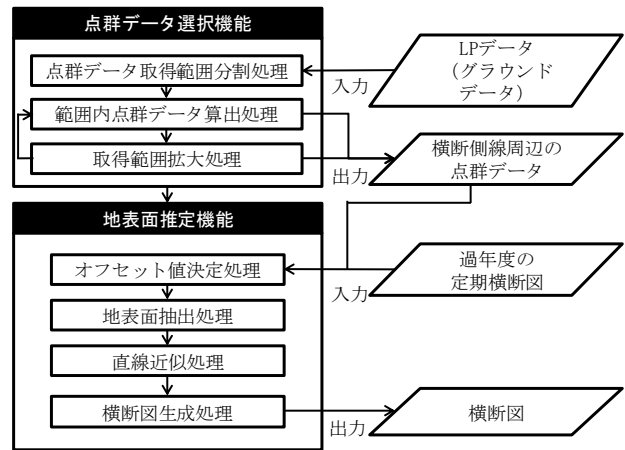 点群データ選択機能
点群データ取得範囲分割処理
範囲内点群データ算出処理
取得範囲拡大処理
入力
LPデータ
（グラウンド
データ）
出力
横断側線周辺の
点群データ
地表面推定機能
オフセット値決定処理
地表面抽出処理
直線近似処理
横断図生成処理
入力
過年度の
定期横断図
出力
横断図